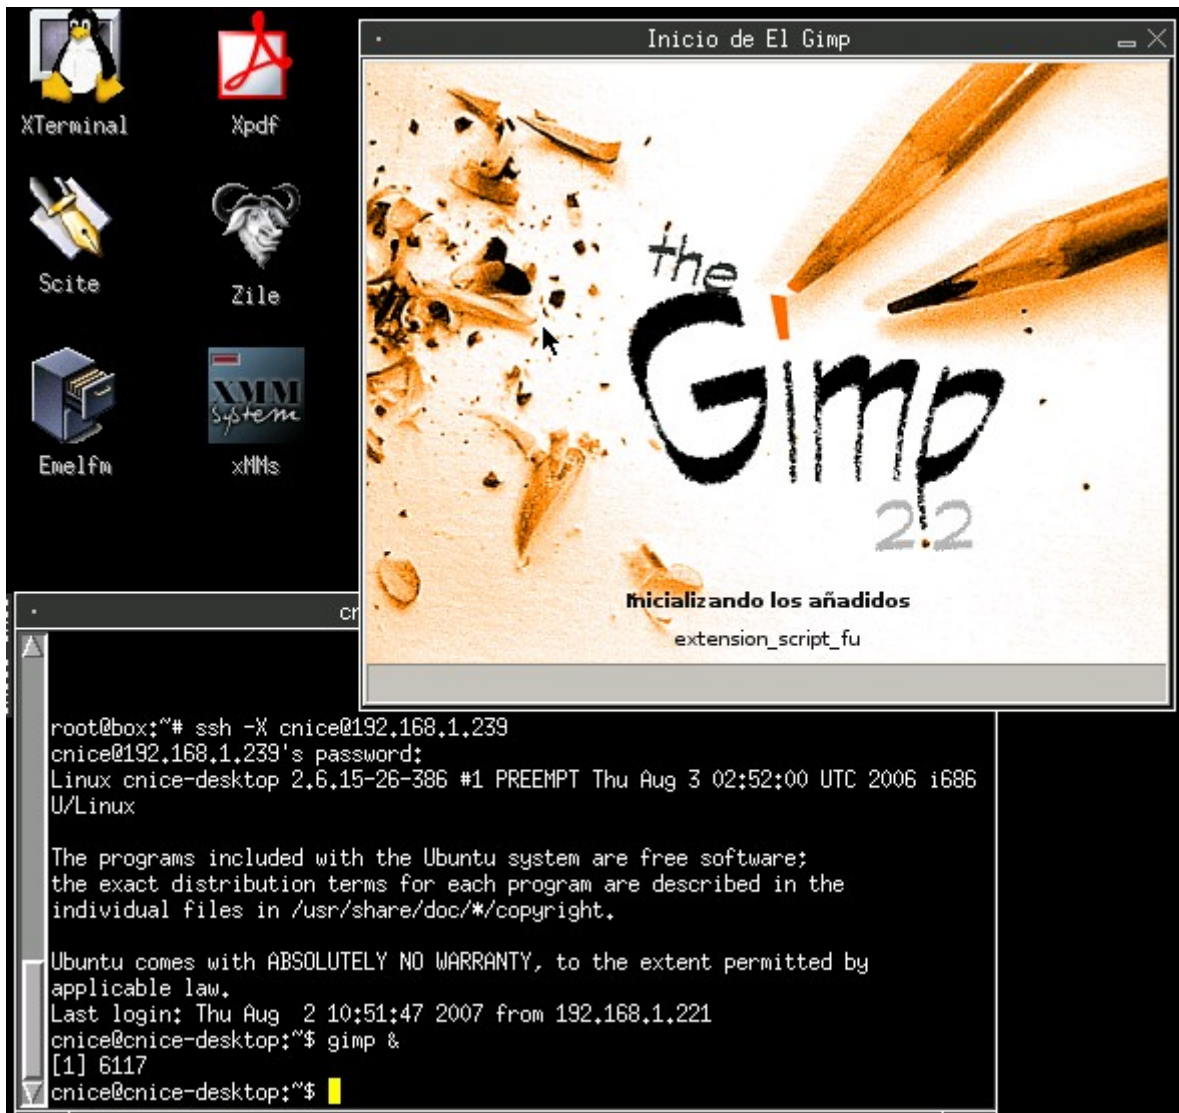 XTerminal
Xpdf
Scite
Zile
XMM
System
Emelfm
xMMs
Inicio de El Gimp
the
Gimp
2.2
Inicializando los añadidos
extension_script_fu
root@box:~# ssh -X cnice@192.168.1.239
cnice@192.168.1.239's password:
Linux cnice-desktop 2.6.15-26-386 #1 PREEMPT Thu Aug 3 02:52:00 UTC 2006 i686
U/Linux
The programs included with the Ubuntu system are free software;
the exact distribution terms for each program are described in the
individual files in /usr/share/doc/*/copyright.
Ubuntu comes with ABSOLUTELY NO WARRANTY, to the extent permitted by
applicable law.
Last login: Thu Aug  2 10:51:47 2007 from 192.168.1.221
cnice@cnice-desktop:~$ gimp &
[1] 6117
cnice@cnice-desktop:~$